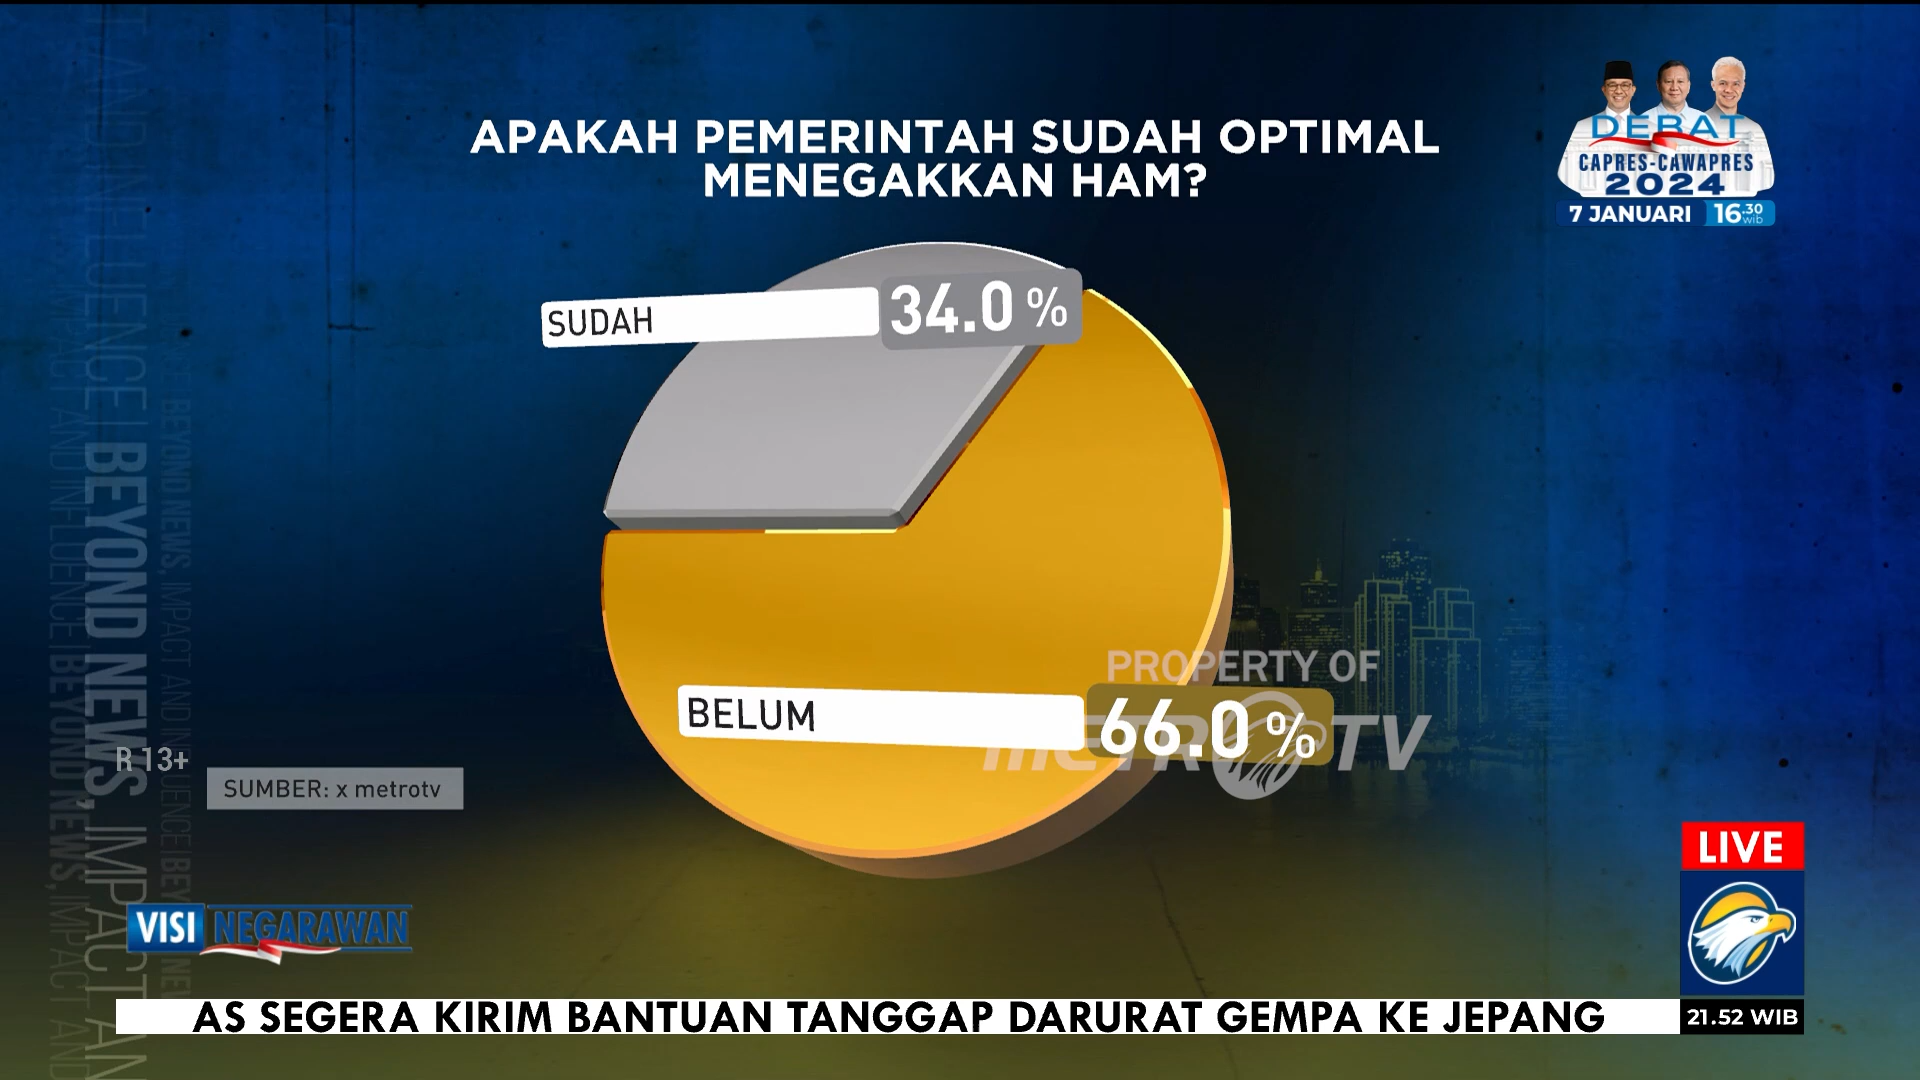 APAKAH PEMERINTAH SUDAH OPTIMAL
MENEGAKKAN HAM?
DEBAT
CAPRES-CAWAPRES
2024
7 JANUARI 16.30 WIB
SUDAH 34.0 %
BELUM 66.0 %
PROPERTY OF
METRO TV
BEYOND NEWS, IMPACT AND INFLUENCE
R 13+
SUMBER: x metrotv
VISI NEGARAWAN
LIVE
AS SEGERA KIRIM BANTUAN TANGGAP DARURAT GEMPA KE JEPANG
21.52 WIB